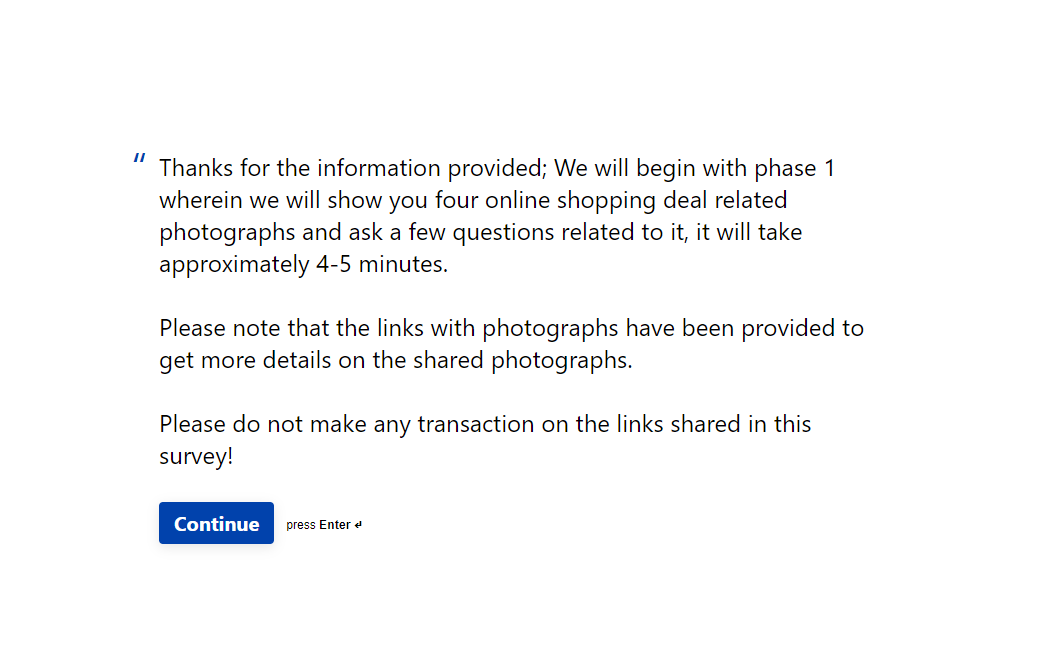 "
Thanks for the information provided; We will begin with phase 1
wherein we will show you four online shopping deal related
photographs and ask a few questions related to it, it will take
approximately 4-5 minutes.
Please note that the links with photographs have been provided to
get more details on the shared photographs.
Please do not make any transaction on the links shared in this
survey!
Continue press Enter ↵